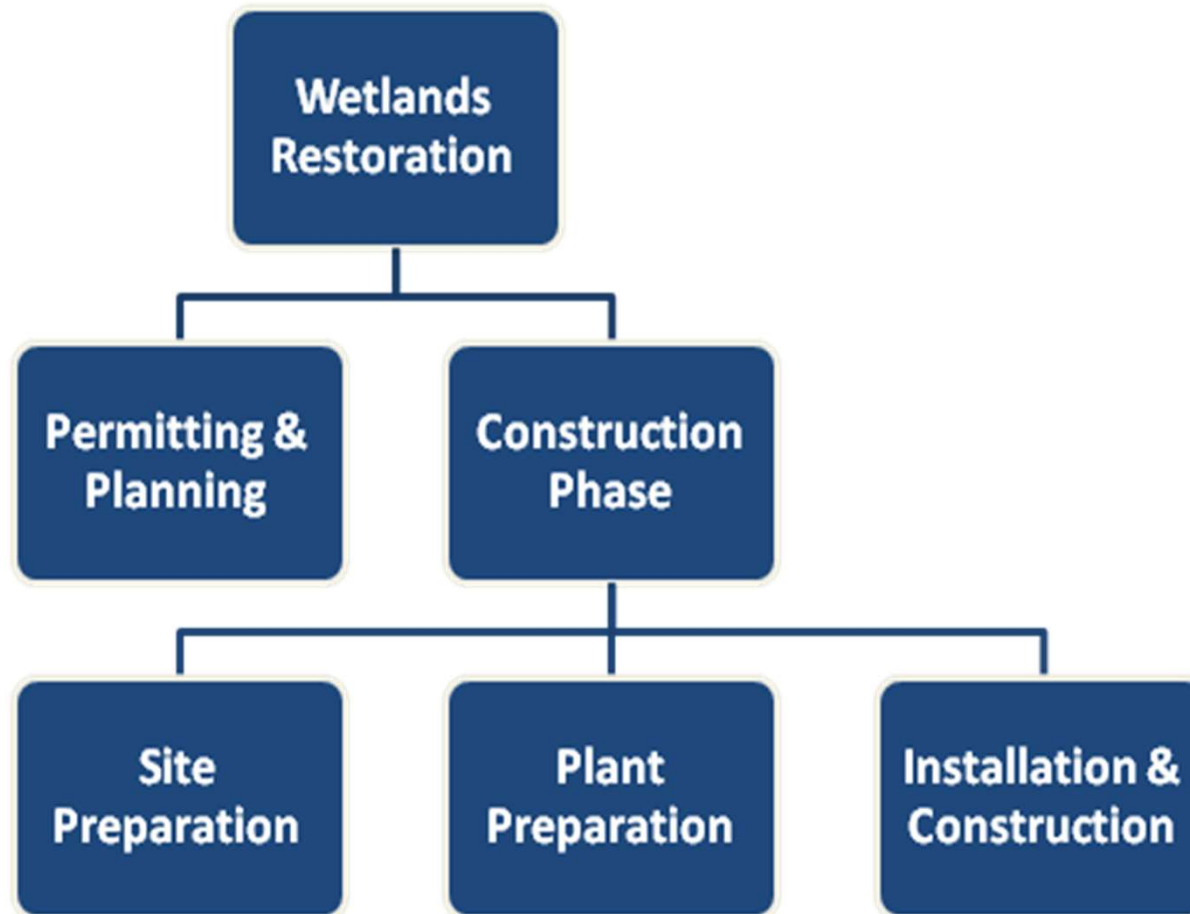 Wetlands
Restoration
Permitting &
Planning
Construction
Phase
Site
Preparation
Plant
Preparation
Installation &
Construction